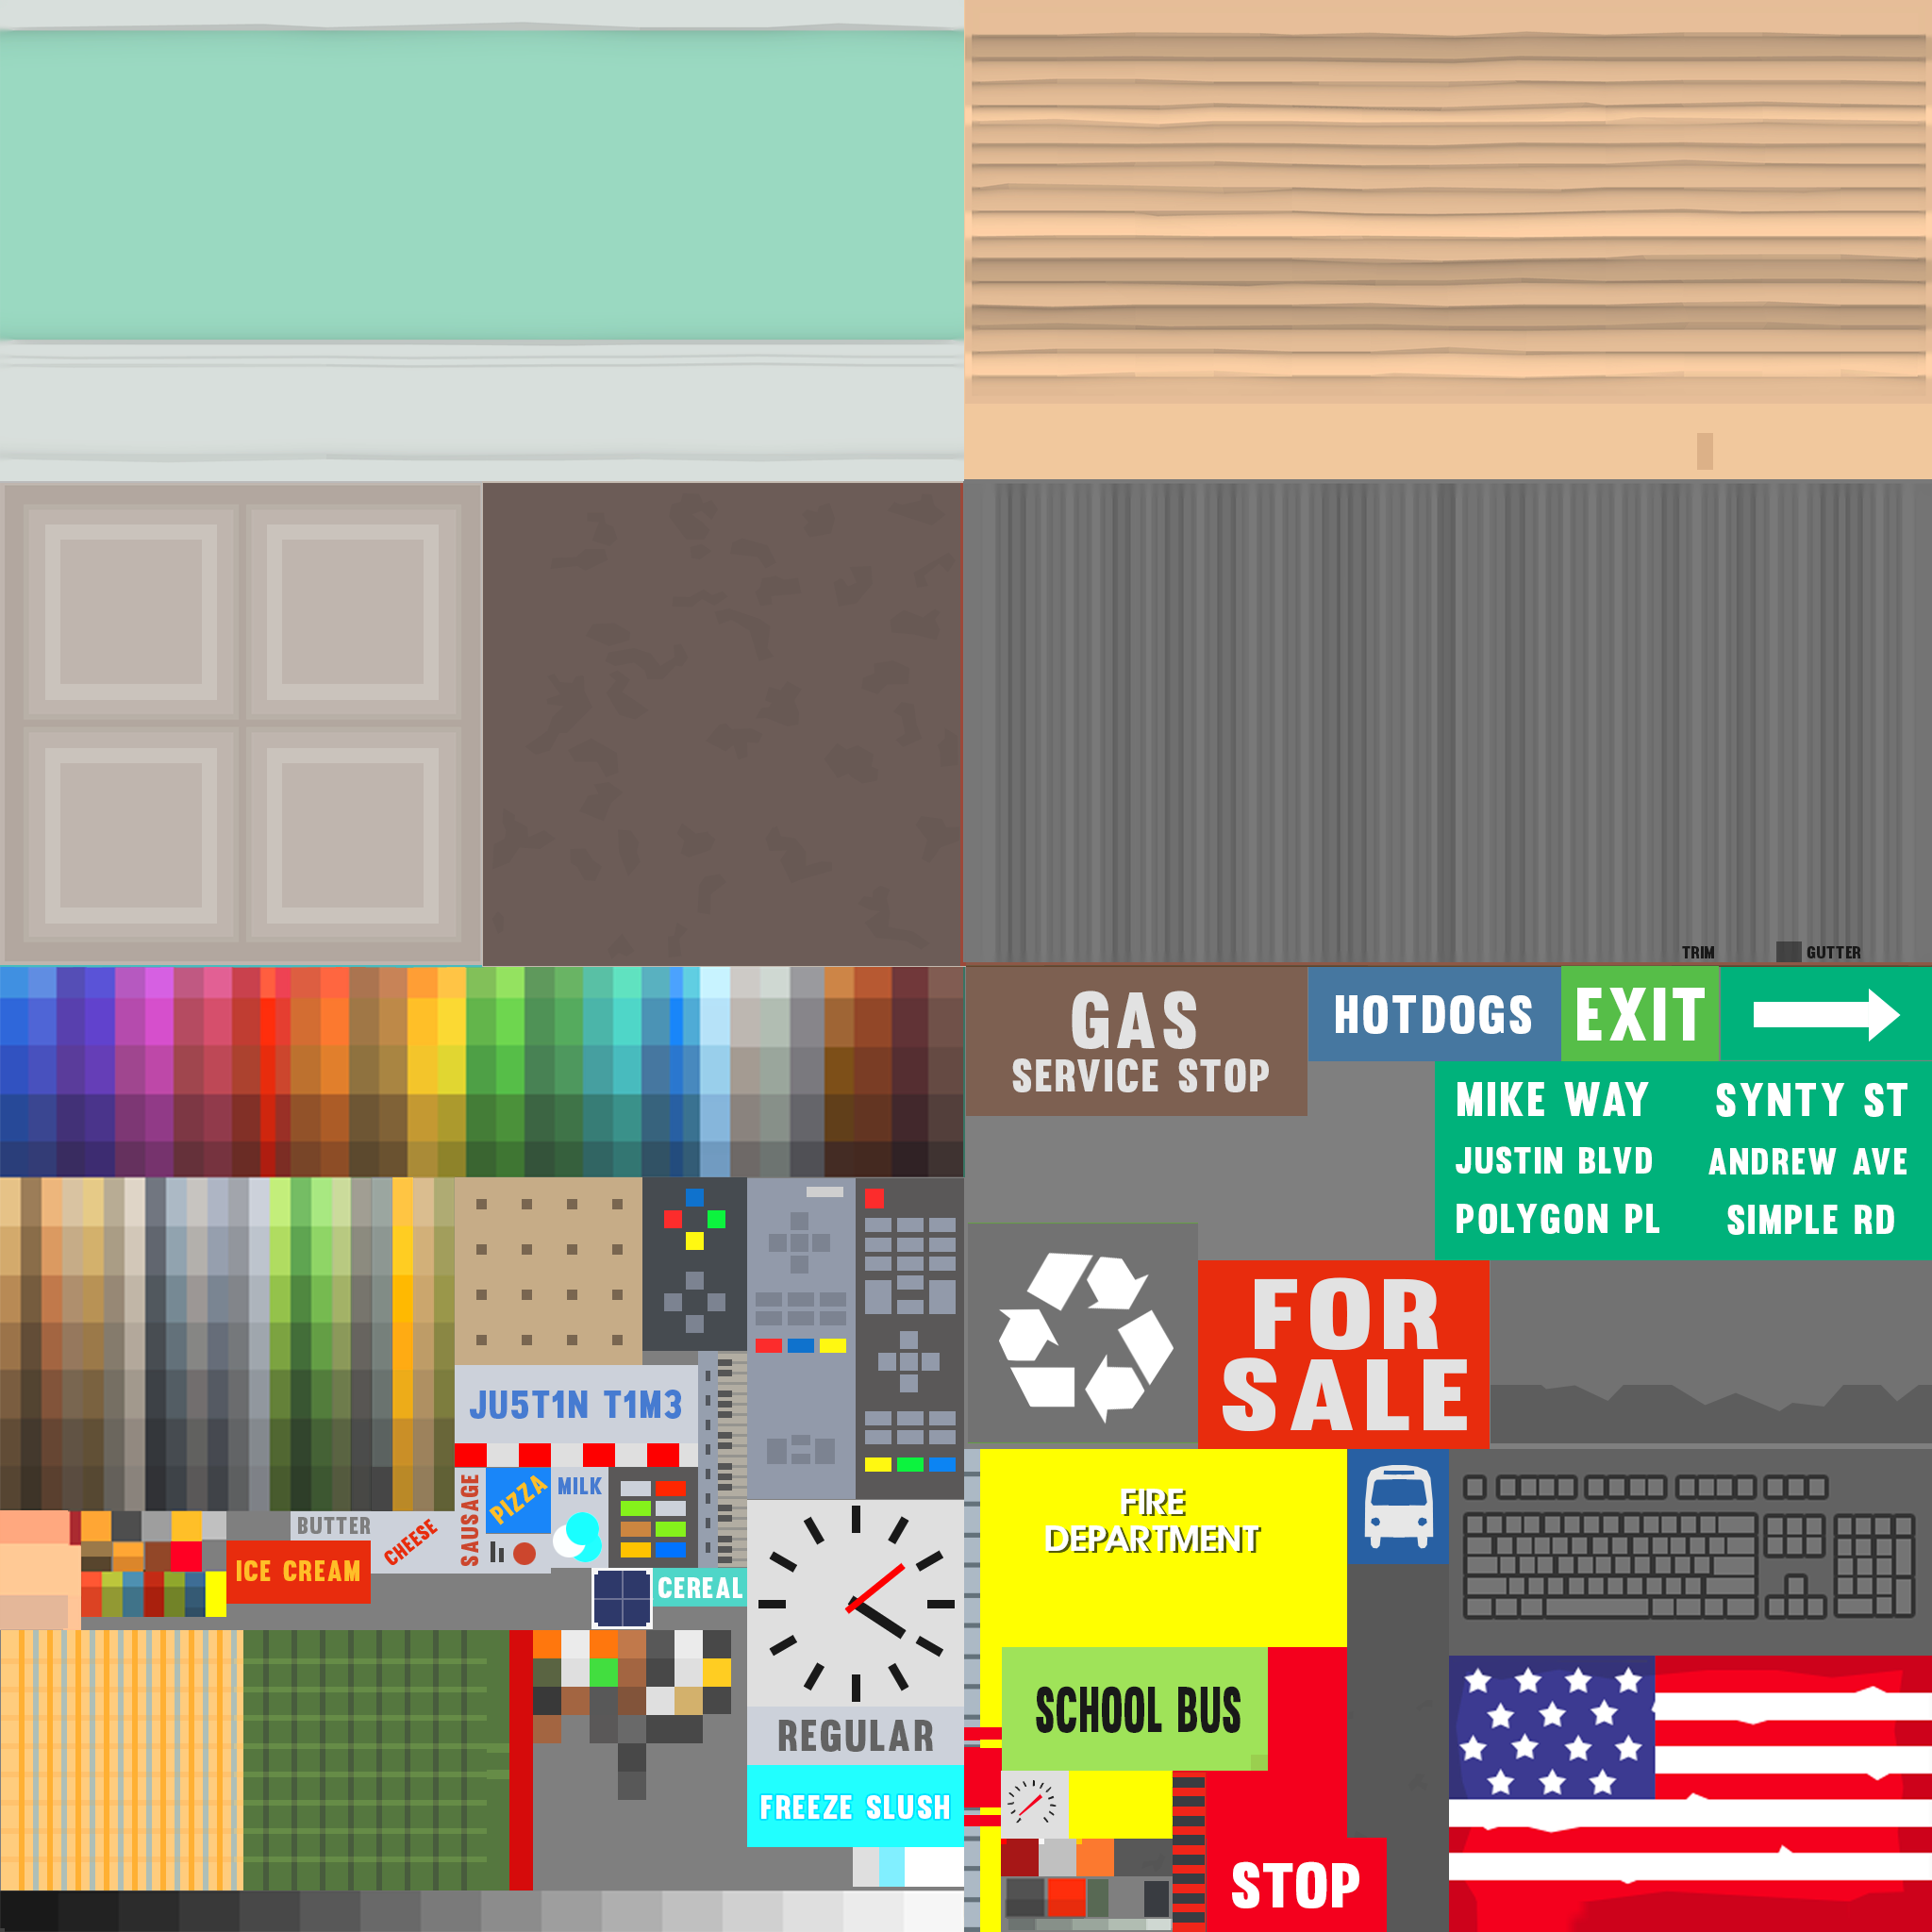 TRIM
GUTTER
GAS
SERVICE STOP
HOTDOGS
EXIT
MIKE WAY
SYNTY ST
JUSTIN BLVD
ANDREW AVE
POLYGON PL
SIMPLE RD
FOR
SALE
JU5T1N T1M3
SAUSAGE
PIZZA
MILK
BUTTER
CHEESE
ICE CREAM
CEREAL
REGULAR
FREEZE SLUSH
FIRE
DEPARTMENT
SCHOOL BUS
STOP